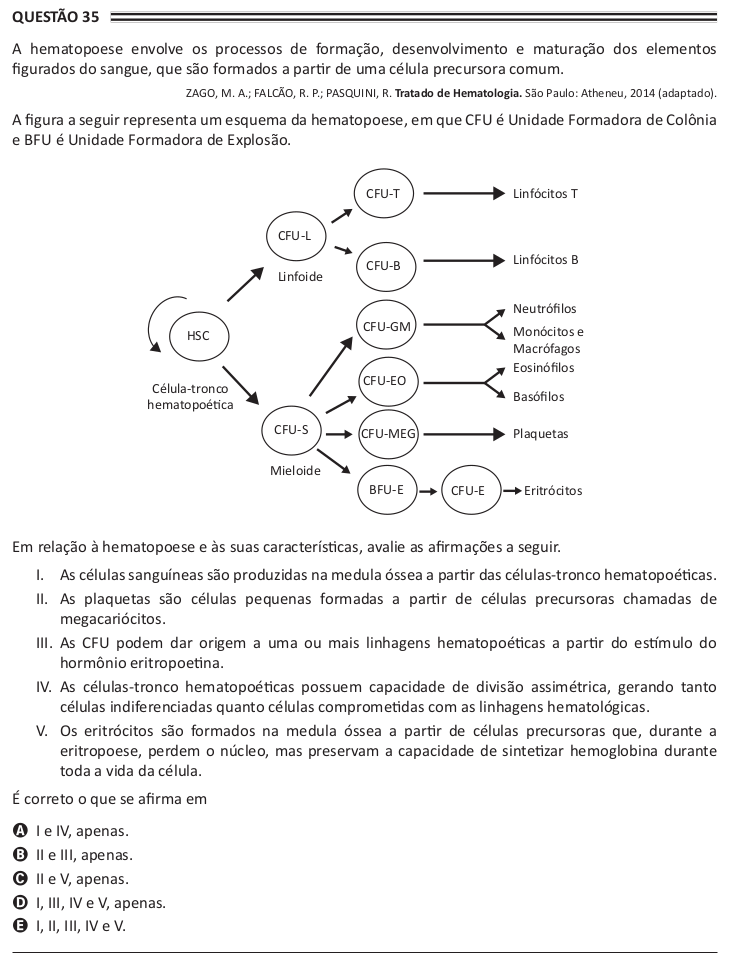 QUESTÃO 35
A hematopoese envolve os processos de formação, desenvolvimento e maturação dos elementos
figurados do sangue, que são formados a partir de uma célula precursora comum.
ZAGO, M. A.; FALCÃO, R. P.; PASQUINI, R. Tratado de Hematologia. São Paulo: Atheneu, 2014 (adaptado).
A figura a seguir representa um esquema da hematopoese, em que CFU é Unidade Formadora de Colônia
e BFU é Unidade Formadora de Explosão.
CFU-T
Linfócitos T
CFU-L
Linfoide
CFU-B
Linfócitos B
HSC
Célula-tronco
hematopoética
CFU-GM
Neutrófilos
Monócitos e
Macrófagos
CFU-EO
Eosinófilos
Basófilos
CFU-S
Mieloide
CFU-MEG
Plaquetas
BFU-E
CFU-E
Eritrócitos
Em relação à hematopoese e às suas características, avalie as afirmações a seguir.
I. As células sanguíneas são produzidas na medula óssea a partir das células-tronco hematopoéticas.
II. As plaquetas são células pequenas formadas a partir de células precursoras chamadas de
megacariócitos.
III. As CFU podem dar origem a uma ou mais linhagens hematopoéticas a partir do estímulo do
hormônio eritropoetina.
IV. As células-tronco hematopoéticas possuem capacidade de divisão assimétrica, gerando tanto
células indiferenciadas quanto células comprometidas com as linhagens hematológicas.
V. Os eritrócitos são formados na medula óssea a partir de células precursoras que, durante a
eritropoese, perdem o núcleo, mas preservam a capacidade de sintetizar hemoglobina durante
toda a vida da célula.
É correto o que se afirma em
A I e IV, apenas.
B II e III, apenas.
C II e V, apenas.
D I, III, IV e V, apenas.
E I, II, III, IV e V.